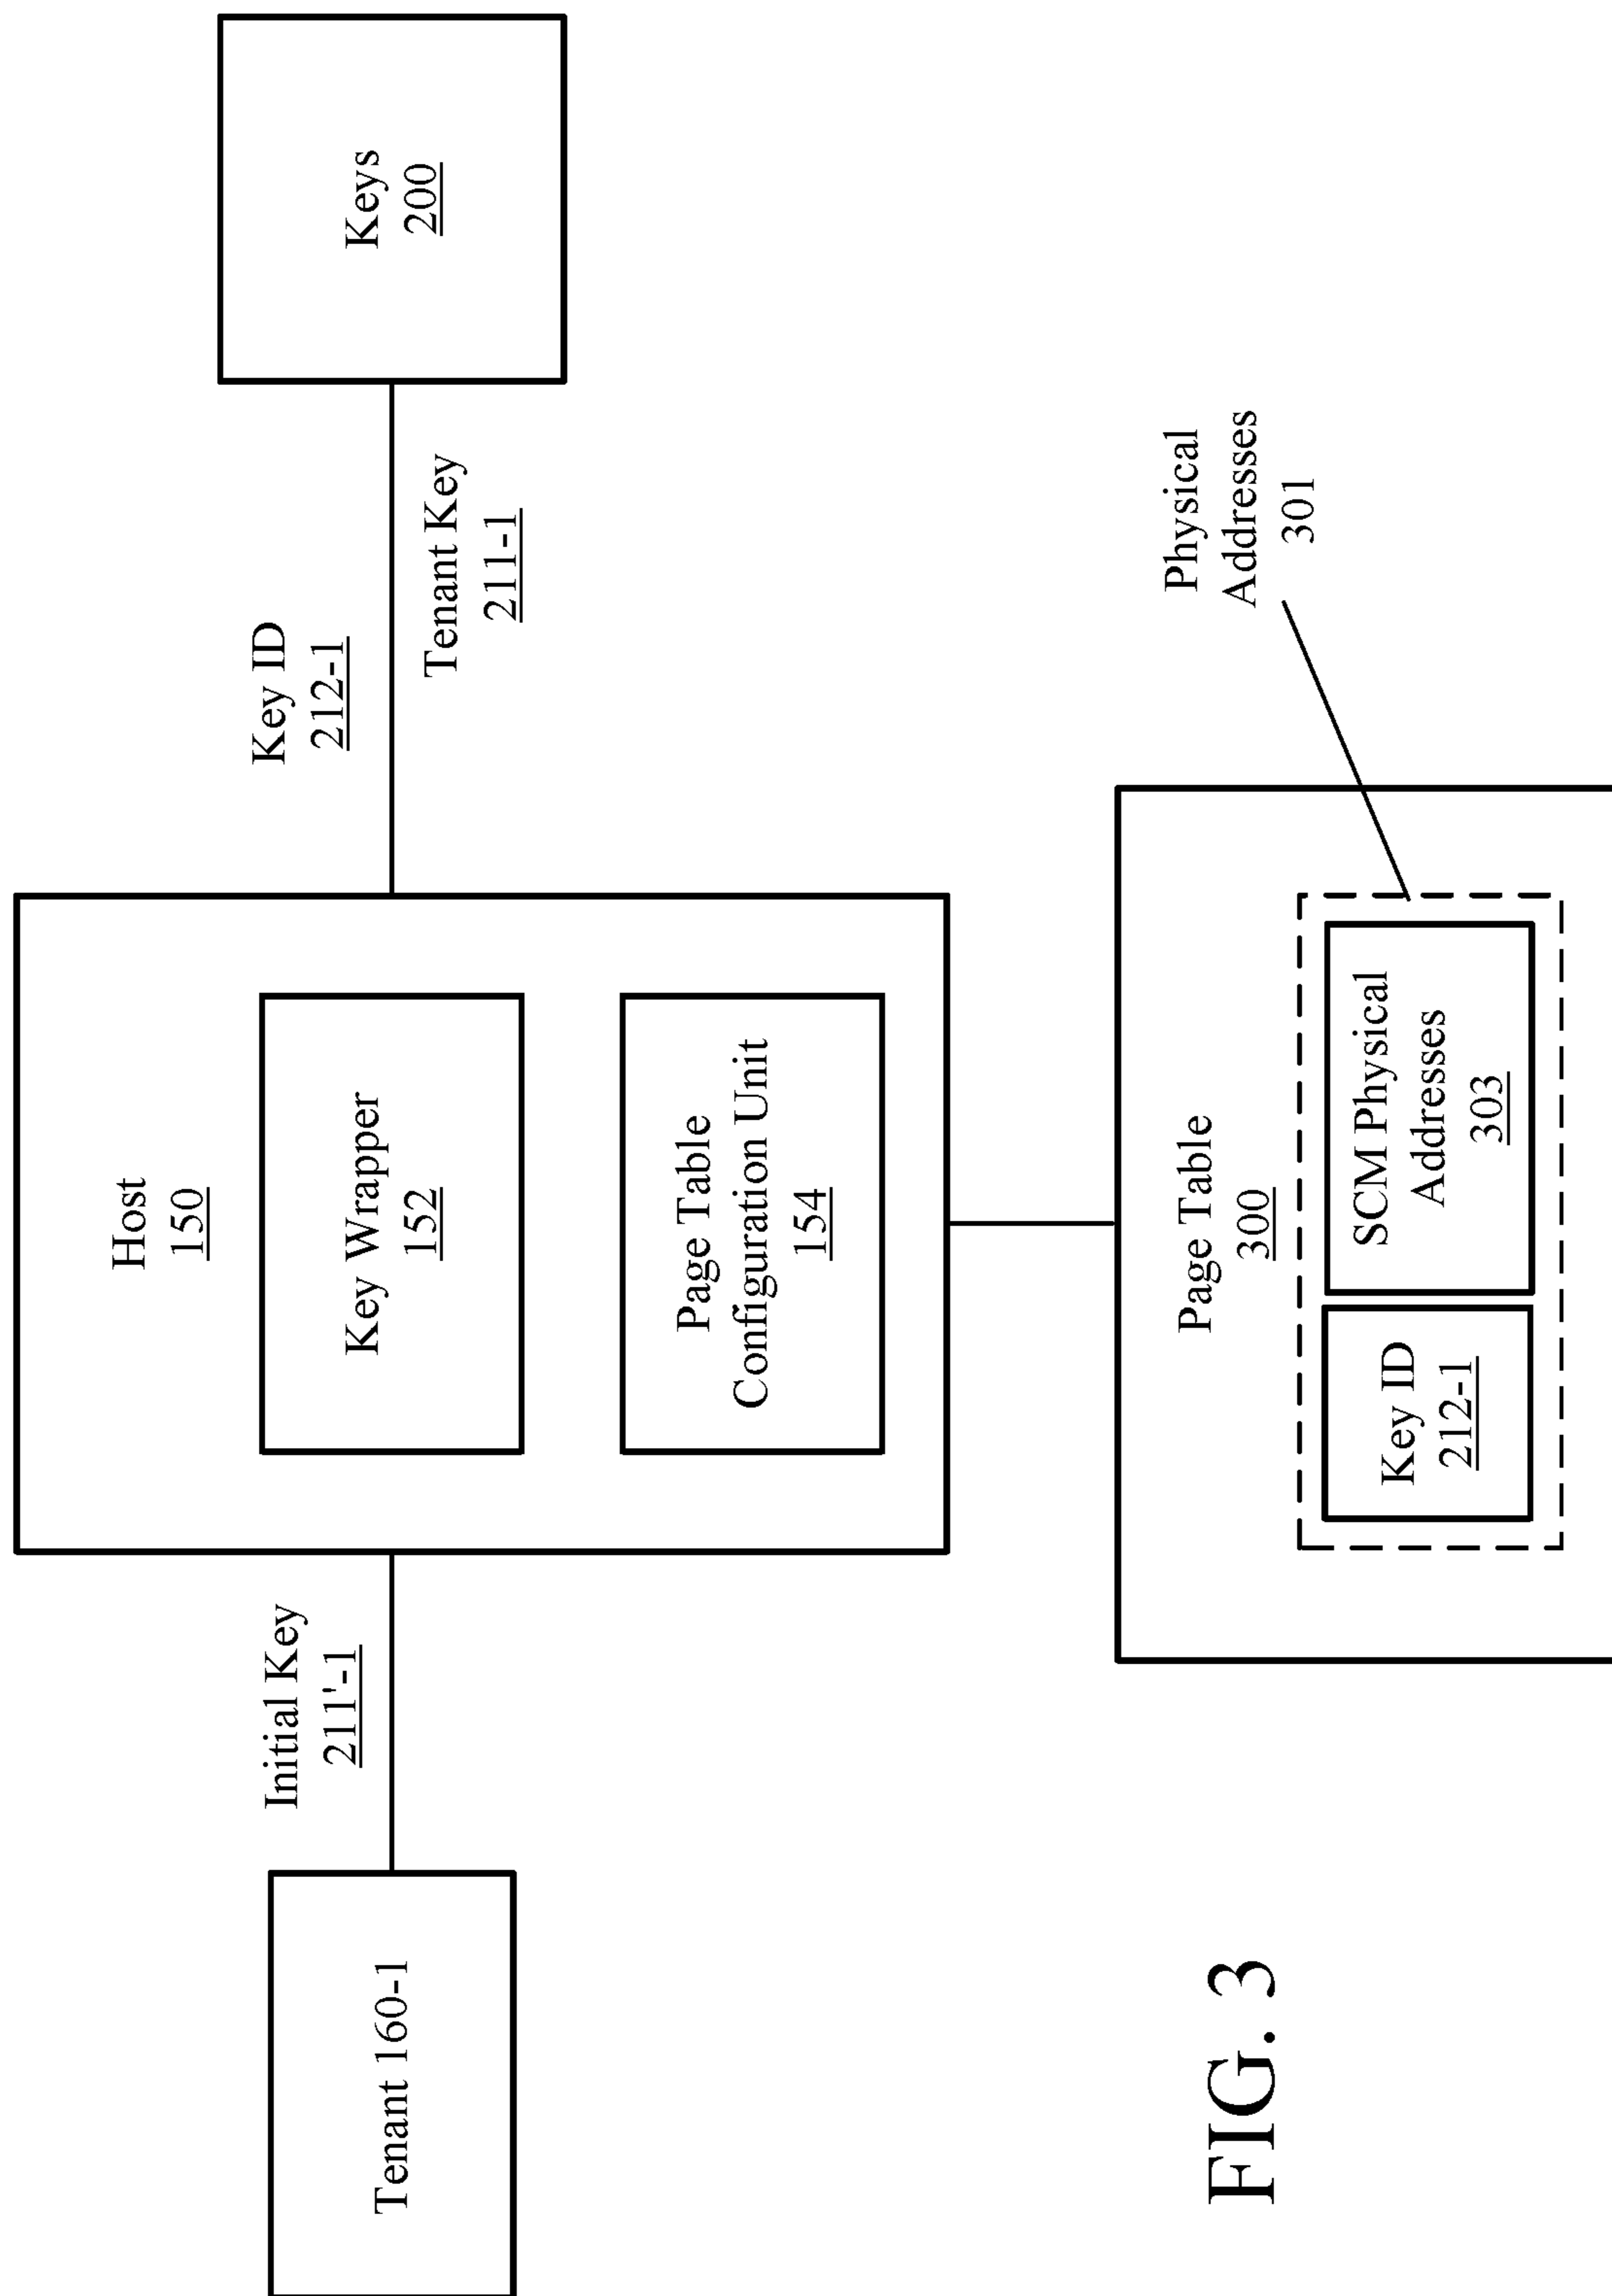 Tenant 160-1
Initial Key
211'-1
Host
150
Key Wrapper
152
Page Table
Configuration Unit
154
Key ID
212-1
Tenant Key
211-1
Keys
200
Page Table
300
Key ID
212-1
SCM Physical
Addresses
303
Physical
Addresses
301
FIG. 3